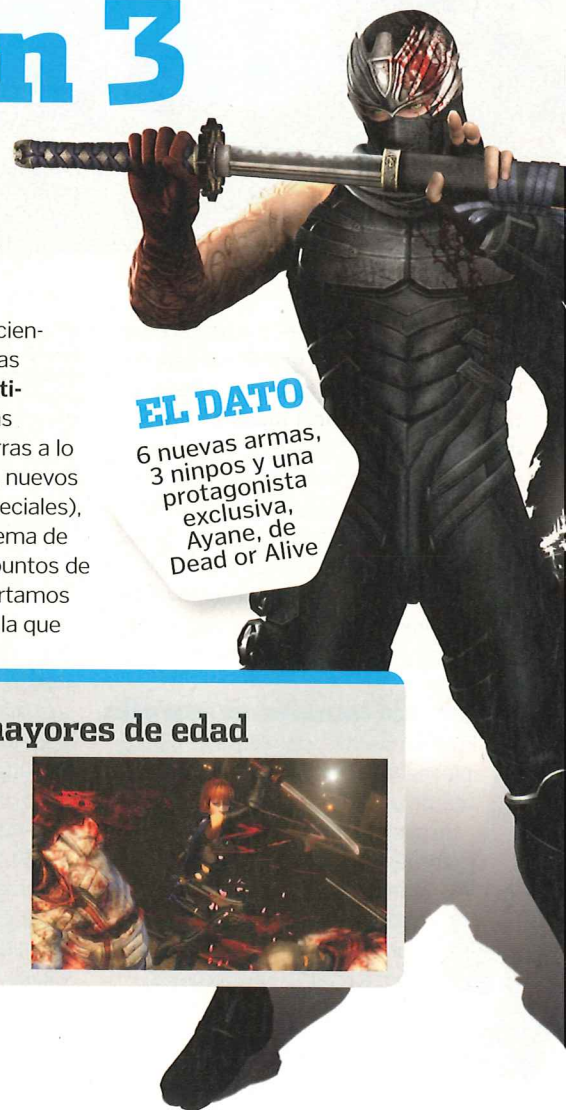 n 3
cien-
as
ti-
s
ras a lo
nuevos
eciales),
ema de
puntos de
rtamos
la que
EL DATO
6 nuevas armas,
3 ninpos y una
protagonista
exclusiva,
Ayane, de
Dead or Alive
nayores de edad